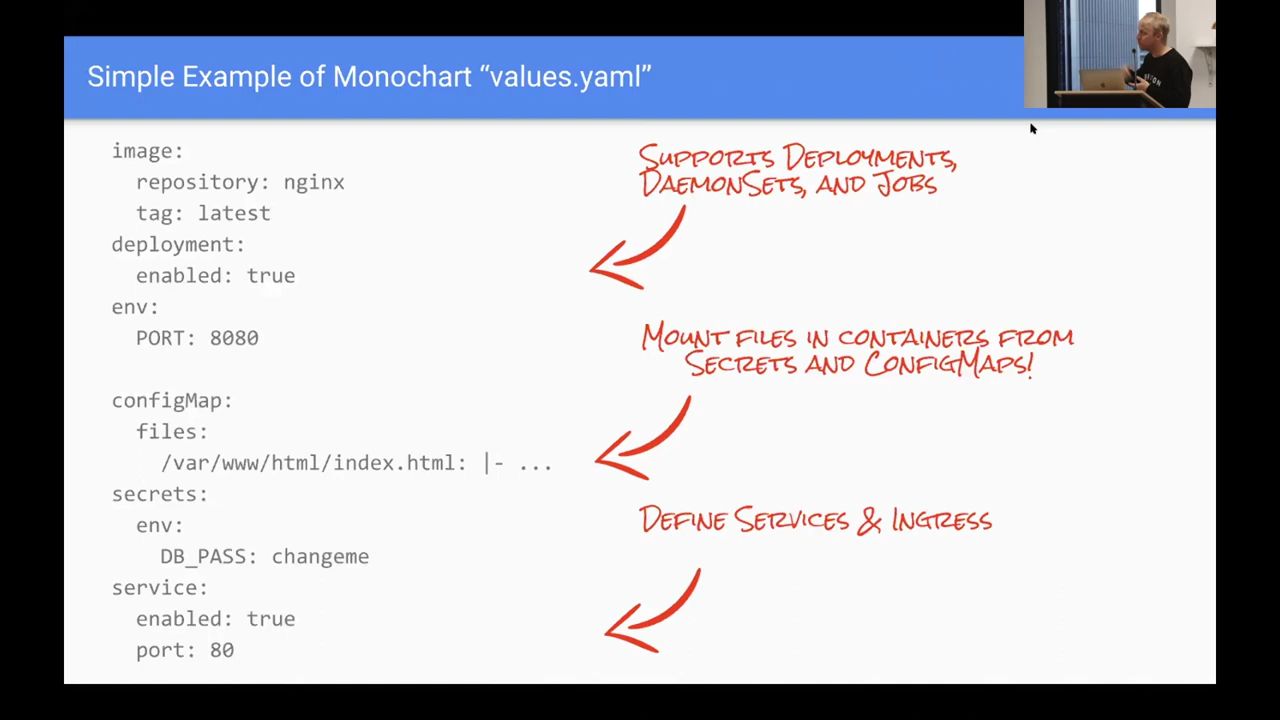 Simple Example of Monochart “values.yaml”
image:
repository: nginx
tag: latest
deployment:
enabled: true
env:
PORT: 8080
configMap:
files:
/var/www/html/index.html: |- ...
secrets:
env:
DB_PASS: changeme
service:
enabled: true
port: 80
Supports Deployments,
DaemonSets, and Jobs
Mount files in containers from
Secrets and ConfigMaps!
Define Services & Ingress